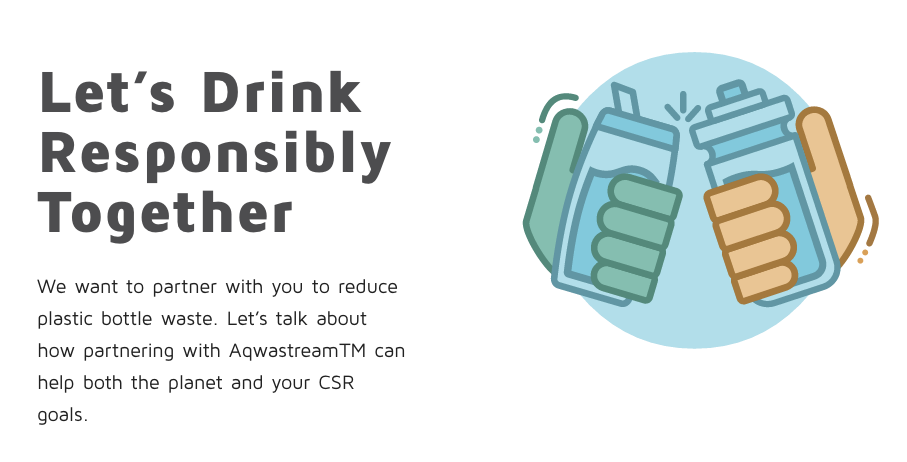 Let’s Drink
Responsibly
Together
We want to partner with you to reduce
plastic bottle waste. Let’s talk about
how partnering with AqwastreamTM can
help both the planet and your CSR
goals.